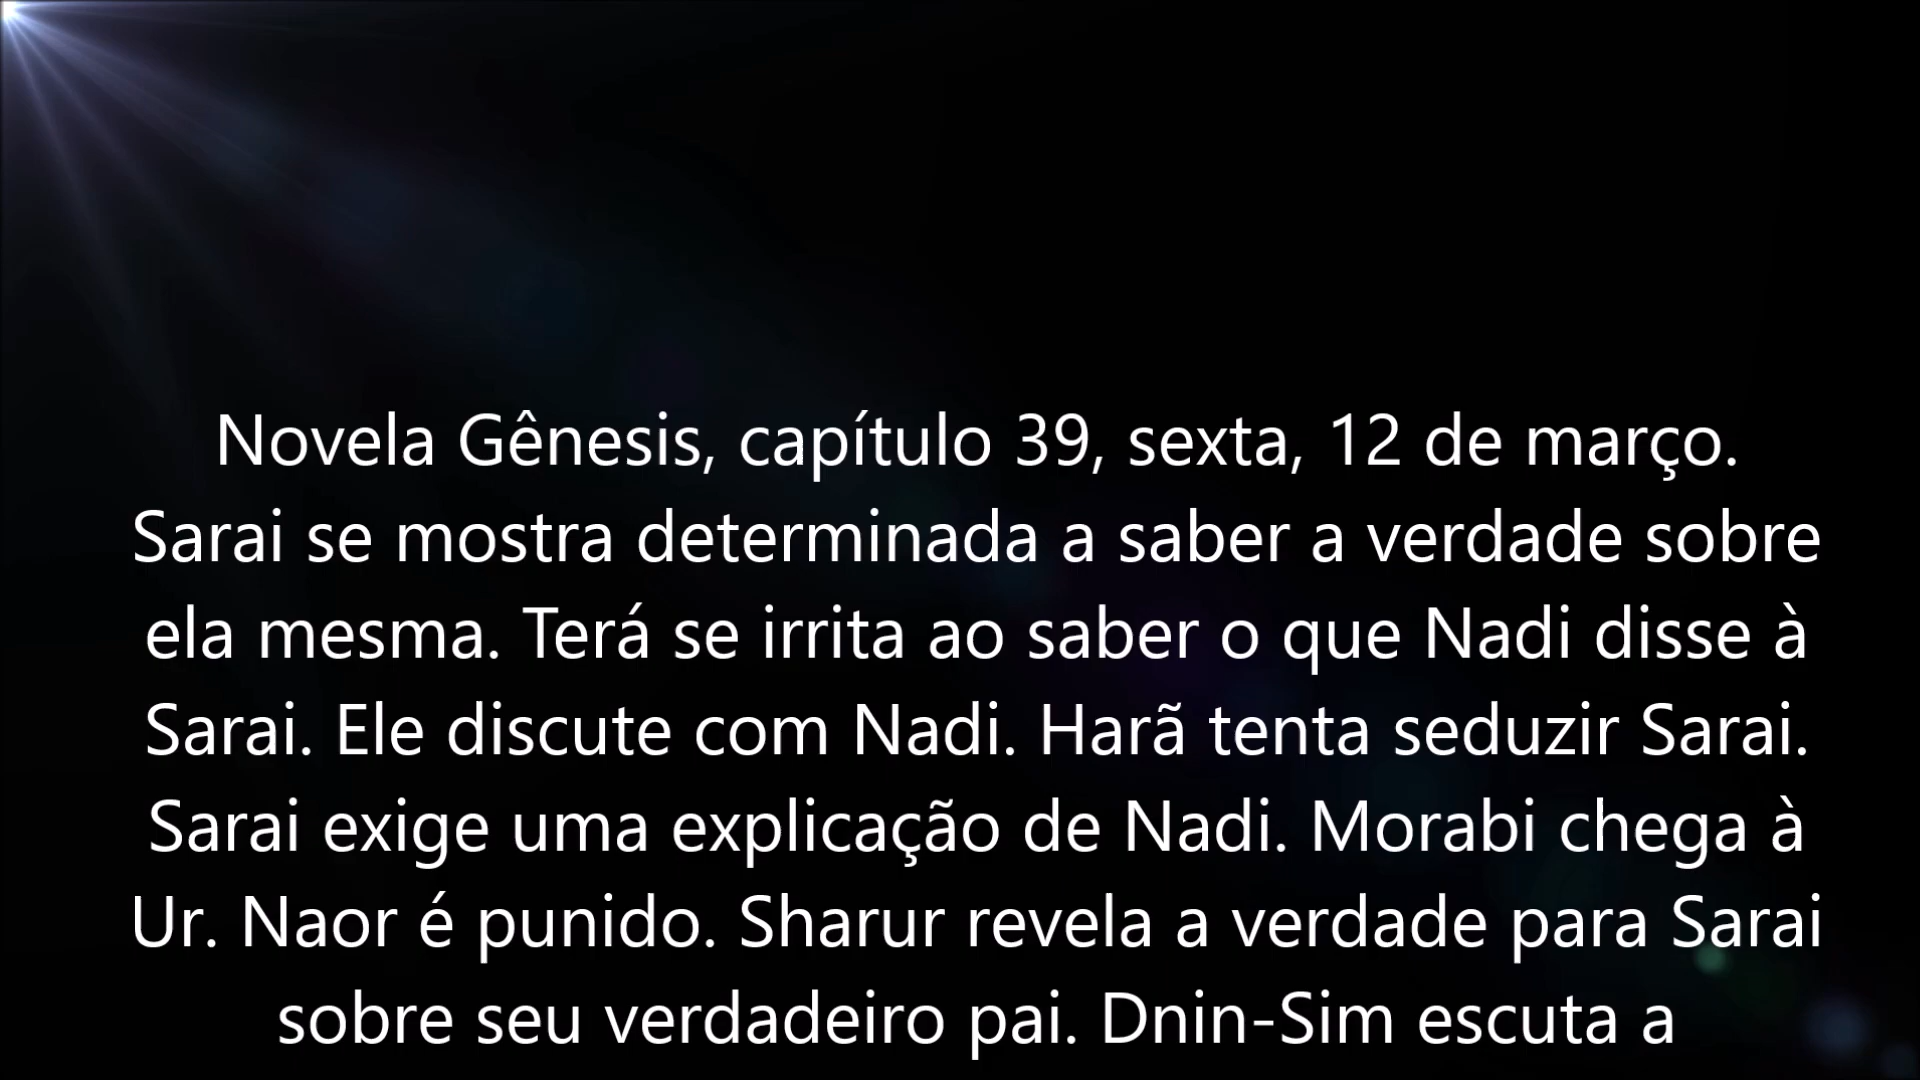 Novela Gênesis, capítulo 39, sexta, 12 de março.
Sarai se mostra determinada a saber a verdade sobre
ela mesma. Terá se irrita ao saber o que Nadi disse à
Sarai. Ele discute com Nadi. Harã tenta seduzir Sarai.
Sarai exige uma explicação de Nadi. Morabi chega à
Ur. Naor é punido. Sharur revela a verdade para Sarai
sobre seu verdadeiro pai. Dnin-Sim escuta a